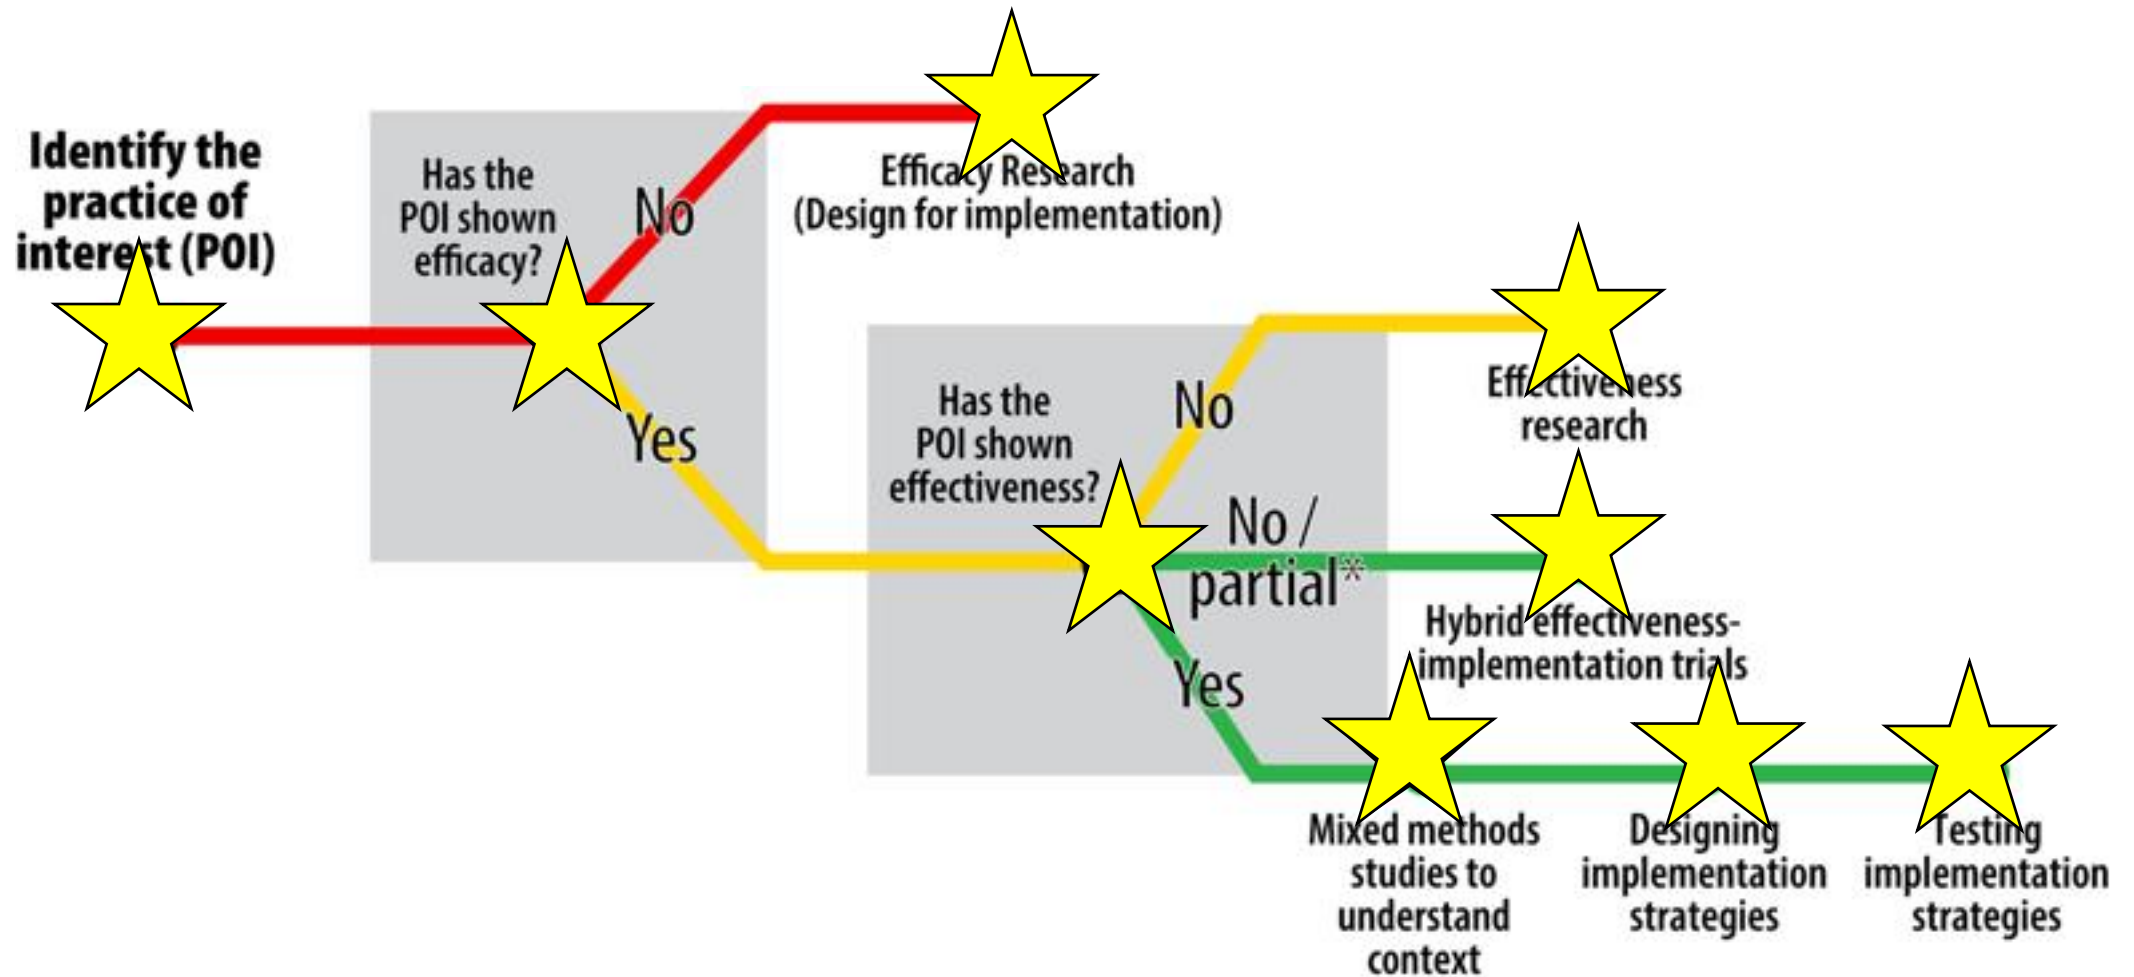 Identify the
practice of
interest (POI)
Has the
POI shown
efficacy?
No
Yes
Efficacy Research
(Design for implementation)
Has the
POI shown
effectiveness?
No
No /
partial*
Yes
Effectiveness
research
Hybrid effectiveness-
implementation trials
Mixed methods
studies to
understand
context
Designing
implementation
strategies
Testing
implementation
strategies